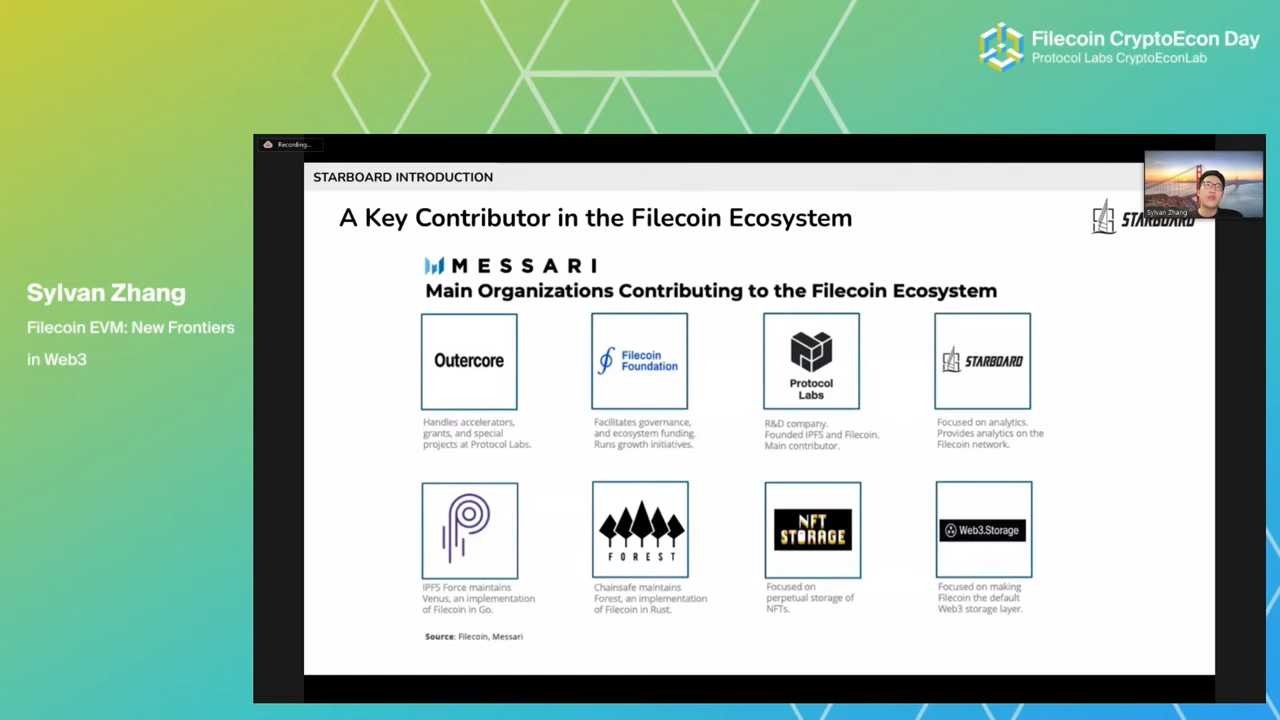 Filecoin CryptoEcon Day
Protocol Labs CryptoEconLab
Recording...
STARBOARD INTRODUCTION
Sylvan Zhang
A Key Contributor in the Filecoin Ecosystem
STARBOARD
MESSARI
Main Organizations Contributing to the Filecoin Ecosystem
Sylvan Zhang
Filecoin EVM: New Frontiers
in Web3
Outercore
Filecoin
Foundation
Protocol
Labs
STARBOARD
Handles accelerators,
grants, and special
projects at Protocol Labs.
Facilitates governance,
and ecosystem funding.
Runs growth initiatives.
R&D company.
Founded IPFS and Filecoin.
Main contributor.
Focused on analytics.
Provides analytics on the
Filecoin network.
FOREST
NFT
STORAGE
Web3.Storage
IPFS Force maintains
Venus, an implementation
of Filecoin in Go.
Chainsafe maintains
Forest, an implementation
of Filecoin in Rust.
Focused on
perpetual storage of
NFTs.
Focused on making
Filecoin the default
Web3 storage layer.
Source: Filecoin, Messari